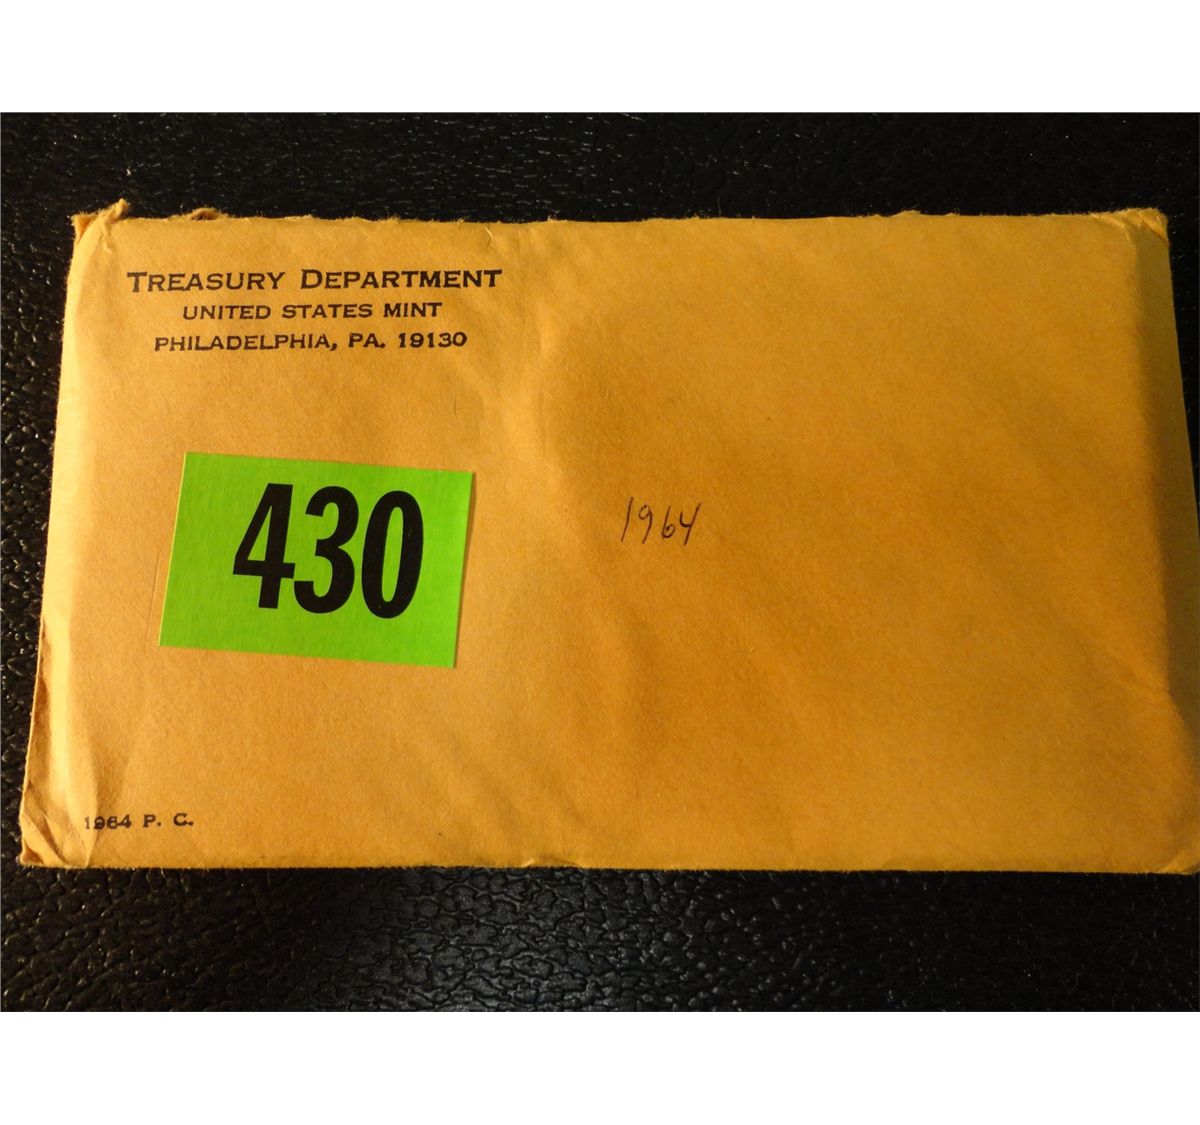 TREASURY DEPARTMENT
UNITED STATES MINT
PHILADELPHIA, PA. 19130
430
1964
1964 P. C.